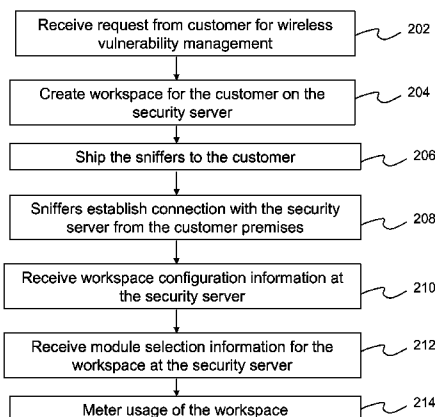 Receive request from customer for wireless
vulnerability management
202
Create workspace for the customer on the
security server
204
Ship the sniffers to the customer
206
Sniffers establish connection with the security
server from the customer premises
208
Receive workspace configuration information at
the security server
210
Receive module selection information for the
workspace at the security server
212
Meter usage of the workspace
214